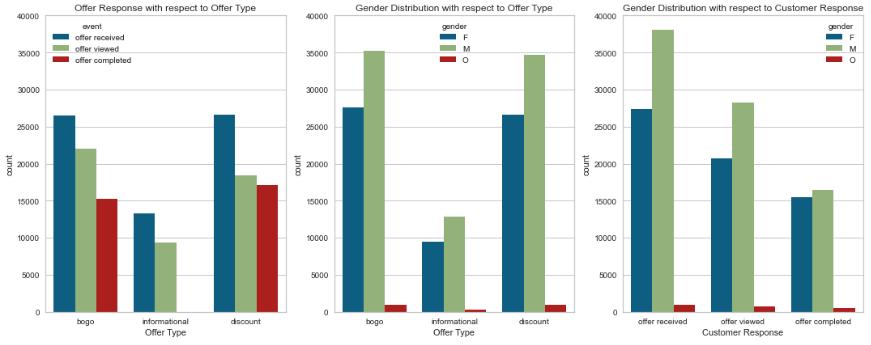 Offer Response with respect to Offer Type
event
offer received
offer viewed
offer completed
40000
35000
30000
25000
20000
15000
10000
5000
0
count
bogo
informational
discount
Offer Type
Gender Distribution with respect to Offer Type
gender
F
M
O
40000
35000
30000
25000
20000
15000
10000
5000
0
count
bogo
informational
discount
Offer Type
Gender Distribution with respect to Customer Response
gender
F
M
O
40000
35000
30000
25000
20000
15000
10000
5000
0
count
offer received
offer viewed
offer completed
Customer Response